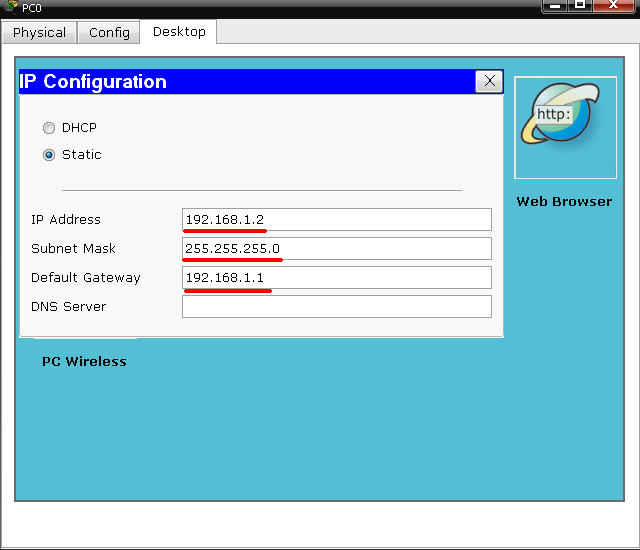 PC0
Physical Config Desktop
IP Configuration X
DHCP
Static
http:
Web Browser
IP Address 192.168.1.2
Subnet Mask 255.255.255.0
Default Gateway 192.168.1.1
DNS Server
PC Wireless